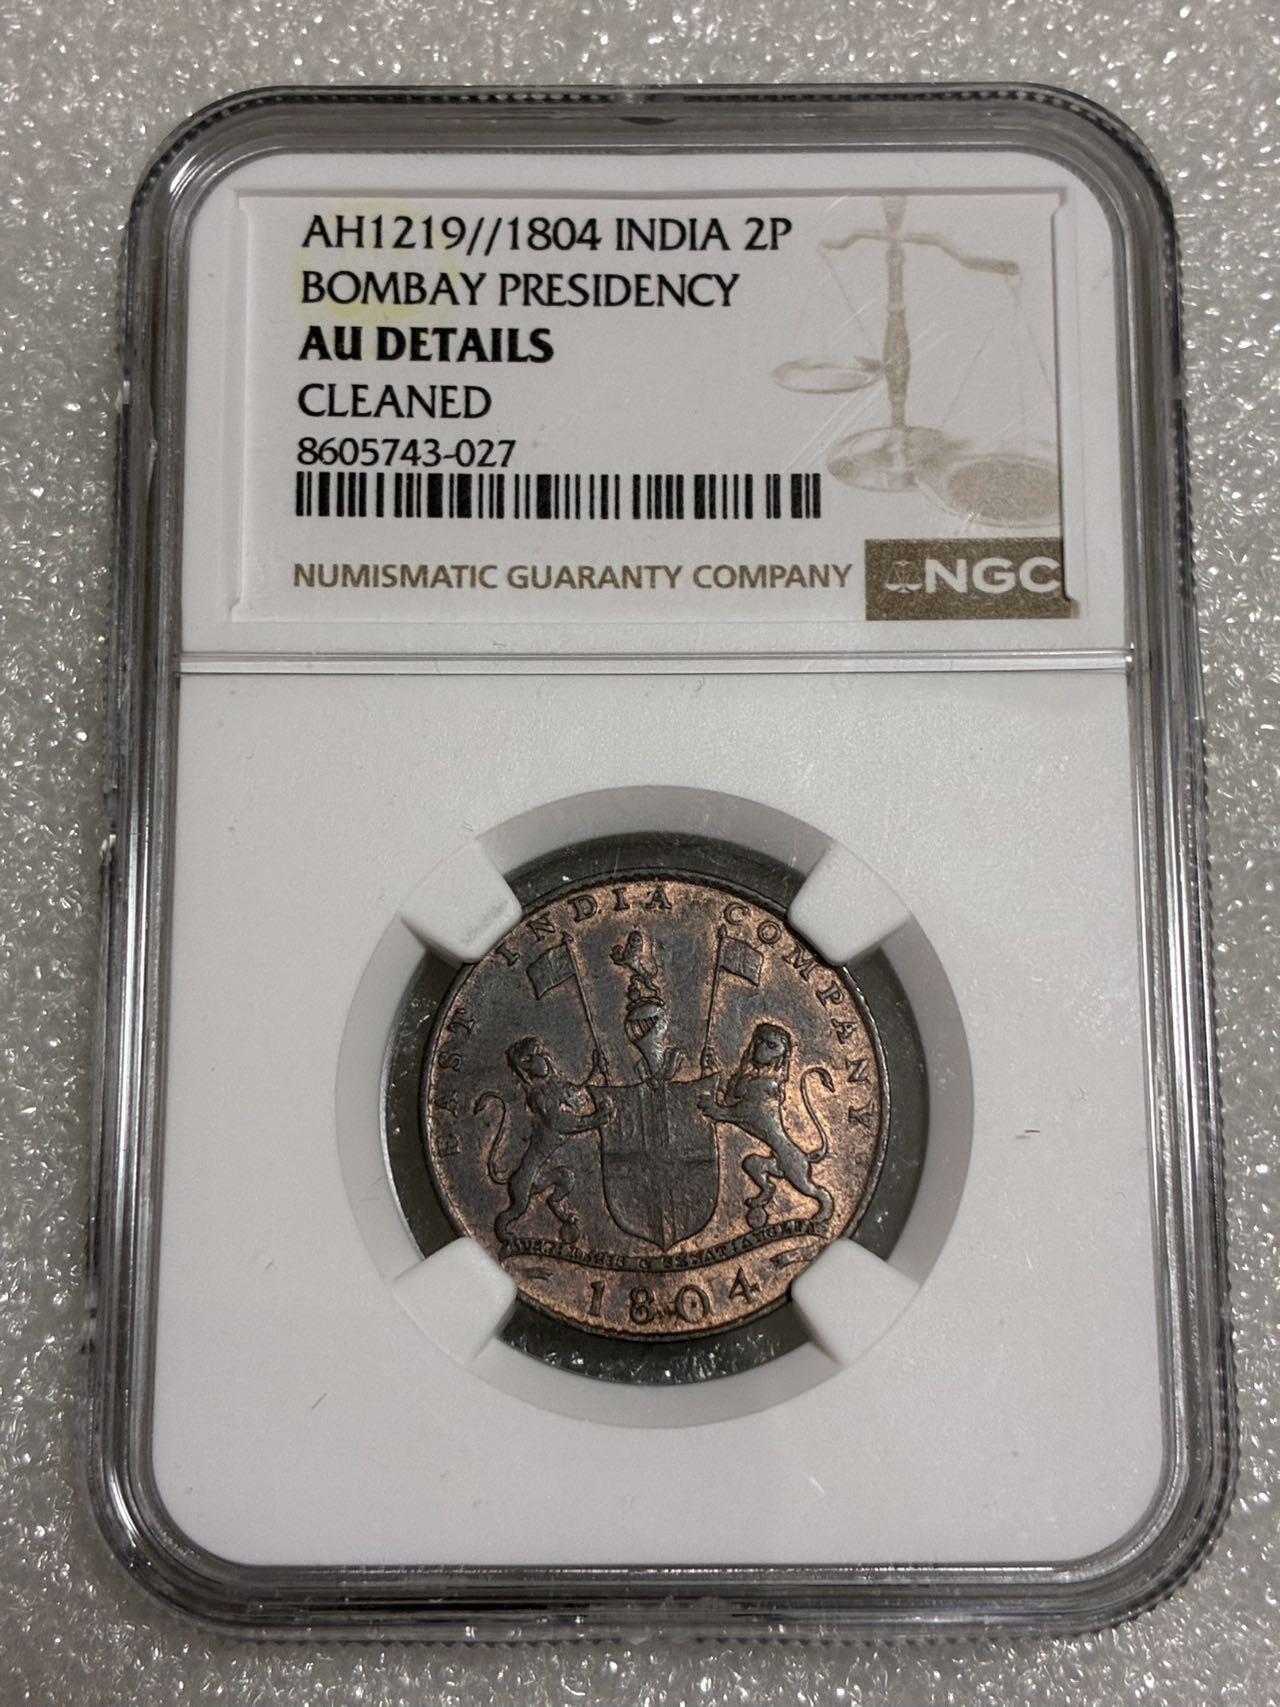 AH1219//1804 INDIA 2P
BOMBAY PRESIDENCY
AU DETAILS
CLEANED
8605743-027
NUMISMATIC GUARANTY COMPANY
NGC
EAST INDIA COMPANY
1804